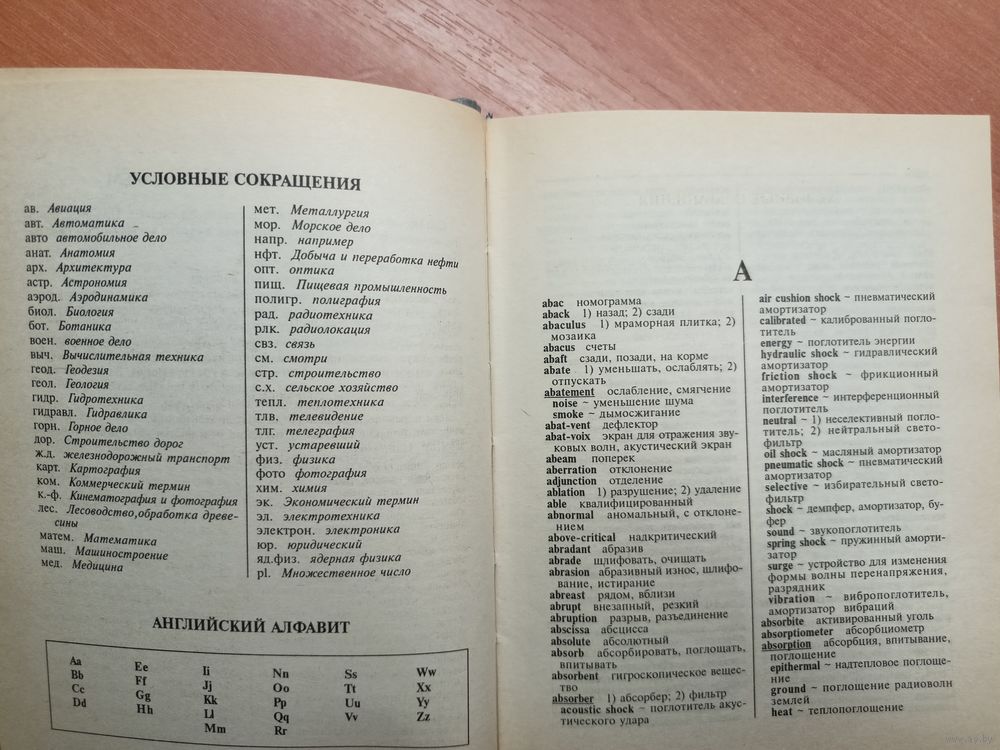 УСЛОВНЫЕ СОКРАЩЕНИЯ
ав. Авиация
авт. Автоматика
авто автомобильное дело
анат. Анатомия
арх. Архитектура
астр. Астрономия
аэрод. Аэродинамика
биол. Биология
бот. Ботаника
воен. военное дело
выч. Вычислительная техника
геод. Геодезия
геол. Геология
гидр. Гидротехника
гидравл. Гидравлика
горн. Горное дело
дор. Строительство дорог
ж.д. железнодорожный транспорт
карт. Картография
ком. Коммерческий термин
к.-ф. Кинематография и фотография
лес. Лесоводство,обработка древе-
сины
матем. Математика
маш. Машиностроение
мед. Медицина
мет. Металлургия
мор. Морское дело
напр. например
нфт. Добыча и переработка нефти
опт. оптика
пищ. Пищевая промышленность
полигр. полиграфия
рад. радиотехника
рлк. радиолокация
свз. связь
см. смотри
стр. строительство
с.х. сельское хозяйство
тепл. теплотехника
тлв. телевидение
тлг. телеграфия
уст. устаревший
физ. физика
фото фотография
хим. химия
эк. Экономический термин
эл. электротехника
электрон. электроника
юр. юридический
яд.физ. ядерная физика
pl. Множественное число
АНГЛИЙСКИЙ АЛФАВИТ
Aa
Bb
Cc
Dd
Ee
Ff
Gg
Hh
Ii
Jj
Kk
Ll
Mm
Nn
Oo
Pp
Qq
Rr
Ss
Tt
Uu
Vv
Ww
Xx
Yy
Zz
A
abac номограмма
aback 1) назад; 2) сзади
abaculus 1) мраморная плитка; 2)
мозаика
abacus счеты
abaft сзади, позади, на корме
abate 1) уменьшать, ослаблять; 2)
отпускать
abatement ослабление, смягчение
noise ~ уменьшение шума
smoke ~ дымосжигание
abat-vent дефлектор
abat-voix экран для отражения зву-
ковых волн, акустический экран
abeam поперек
aberration отклонение
adjunction отделение
ablation 1) разрушение; 2) удаление
able квалифицированный
abnormal аномальный, с отклоне-
нием
above-critical надкритический
abradant абразив
abrade шлифовать, очищать
abrasion абразивный износ, шлифо-
вание, истирание
abreast рядом, вблизи
abrupt внезапный, резкий
abruption разрыв, разъединение
abscissa абсцисса
absolute абсолютный
absorb абсорбировать, поглощать,
впитывать
absorbent гигроскопическое вещес-
тво
absorber 1) абсорбер; 2) фильтр
acoustic shock ~ поглотитель акус-
тического удара
air cushion shock ~ пневматический
амортизатор
calibrated ~ калиброванный погло-
титель
energy ~ поглотитель энергии
hydraulic shock ~ гидравлический
амортизатор
friction shock ~ фрикционный
амортизатор
interference ~ интерференционный
поглотитель
neutral ~ 1) неселективный погло-
титель; 2) нейтральный свето-
фильтр
oil shock ~ масляный амортизатор
pneumatic shock ~ пневматический
амортизатор
selective ~ избирательный свето-
фильтр
shock ~ демпфер, амортизатор, бу-
фер
sound ~ звукопоглотитель
spring shock ~ пружинный аморти-
затор
surge ~ устройство для изменения
формы волны перенапряжения,
разрядник
vibration ~ вибропоглотитель,
амортизатор вибраций
absorbite активированный уголь
absorptiometer абсорбциометр
absorption абсорбция, впитывание,
поглощение
epithermal ~ надтепловое поглоще-
ние
ground ~ поглощение радиоволн
землей
heat ~ теплопоглощение